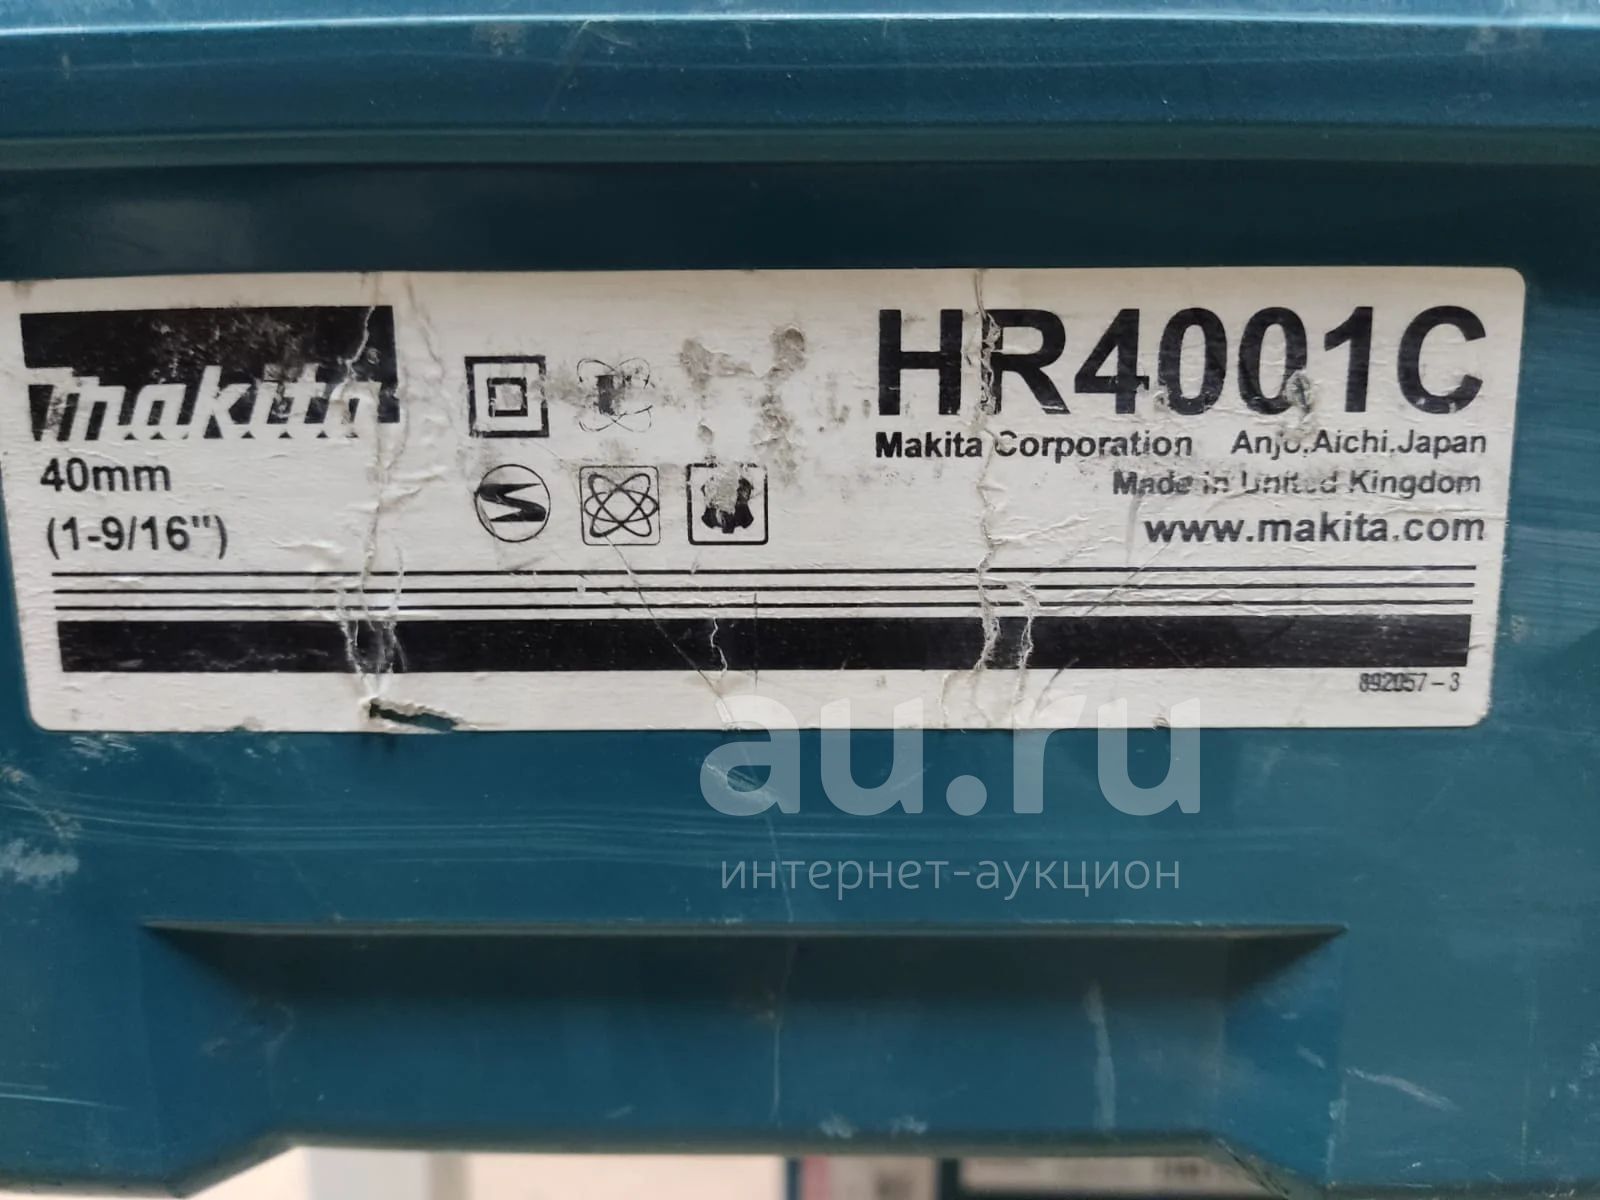 makita
40mm
(1-9/16")
HR4001C
Makita Corporation Anjo, Aichi, Japan
Made in United Kingdom
www.makita.com
892057-3
au.ru
интернет-аукцион